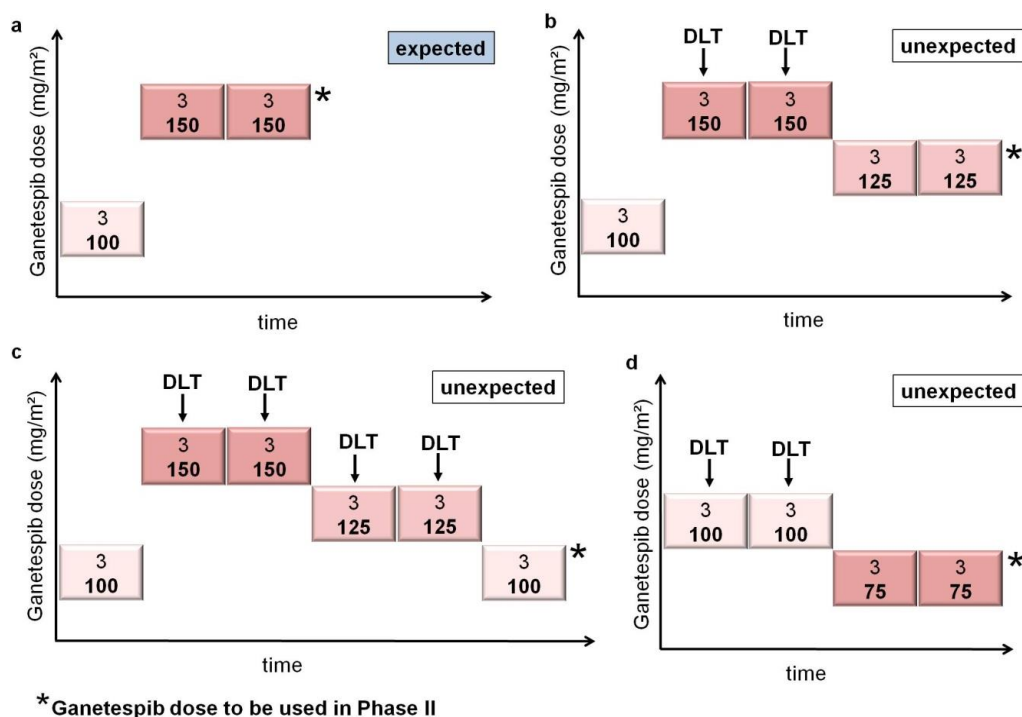 a
expected
Ganetespib dose (mg/m²)
3
150
3
150
*
3
100
time
b
DLT
DLT
unexpected
Ganetespib dose (mg/m²)
3
150
3
150
3
125
3
125
*
3
100
time
c
DLT
DLT
unexpected
Ganetespib dose (mg/m²)
3
150
3
150
DLT
DLT
3
125
3
125
3
100
3
100
*
time
d
unexpected
Ganetespib dose (mg/m²)
DLT
DLT
3
100
3
100
3
75
3
75
*
time
*Ganetespib dose to be used in Phase II